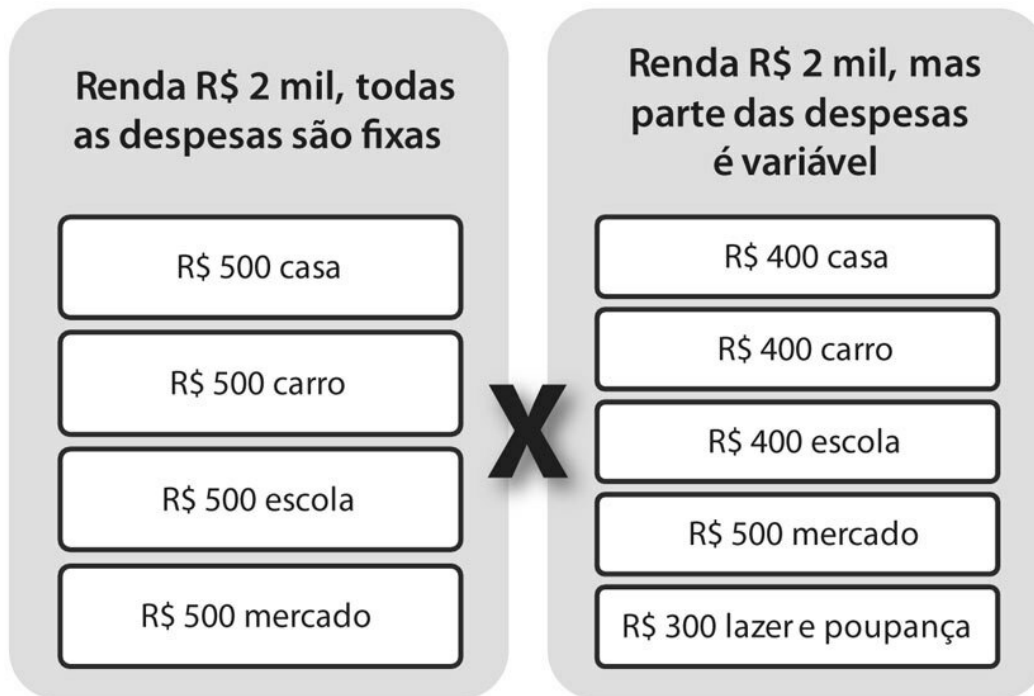 Renda R$ 2 mil, todas
as despesas são fixas
R$ 500 casa
R$ 500 carro
R$ 500 escola
R$ 500 mercado
X
Renda R$ 2 mil, mas
parte das despesas
é variável
R$ 400 casa
R$ 400 carro
R$ 400 escola
R$ 500 mercado
R$ 300 lazer e poupança